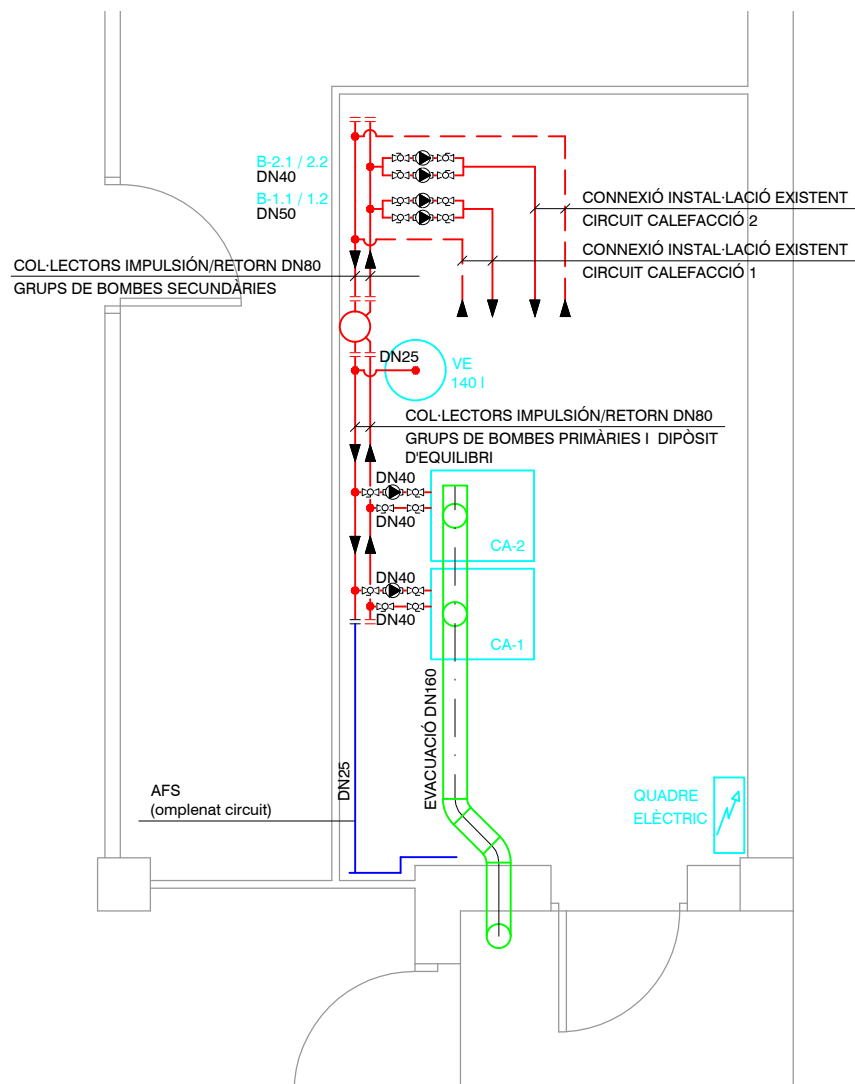 B-2.1 / 2.2
DN40
B-1.1 / 1.2
DN50
CONNEXIÓ INSTAL·LACIÓ EXISTENT
CIRCUIT CALEFACCIÓ 2
CONNEXIÓ INSTAL·LACIÓ EXISTENT
CIRCUIT CALEFACCIÓ 1
COL·LECTORS IMPULSIÓN/RETORN DN80
GRUPS DE BOMBES SECUNDÀRIES
DN25
VE
140 l
COL·LECTORS IMPULSIÓN/RETORN DN80
GRUPS DE BOMBES PRIMÀRIES I DIPÒSIT
D'EQUILIBRI
DN40
DN40
CA-2
DN40
DN40
CA-1
EVACUACIÓ DN160
DN25
AFS
(omplenat circuit)
QUADRE
ELÈCTRIC